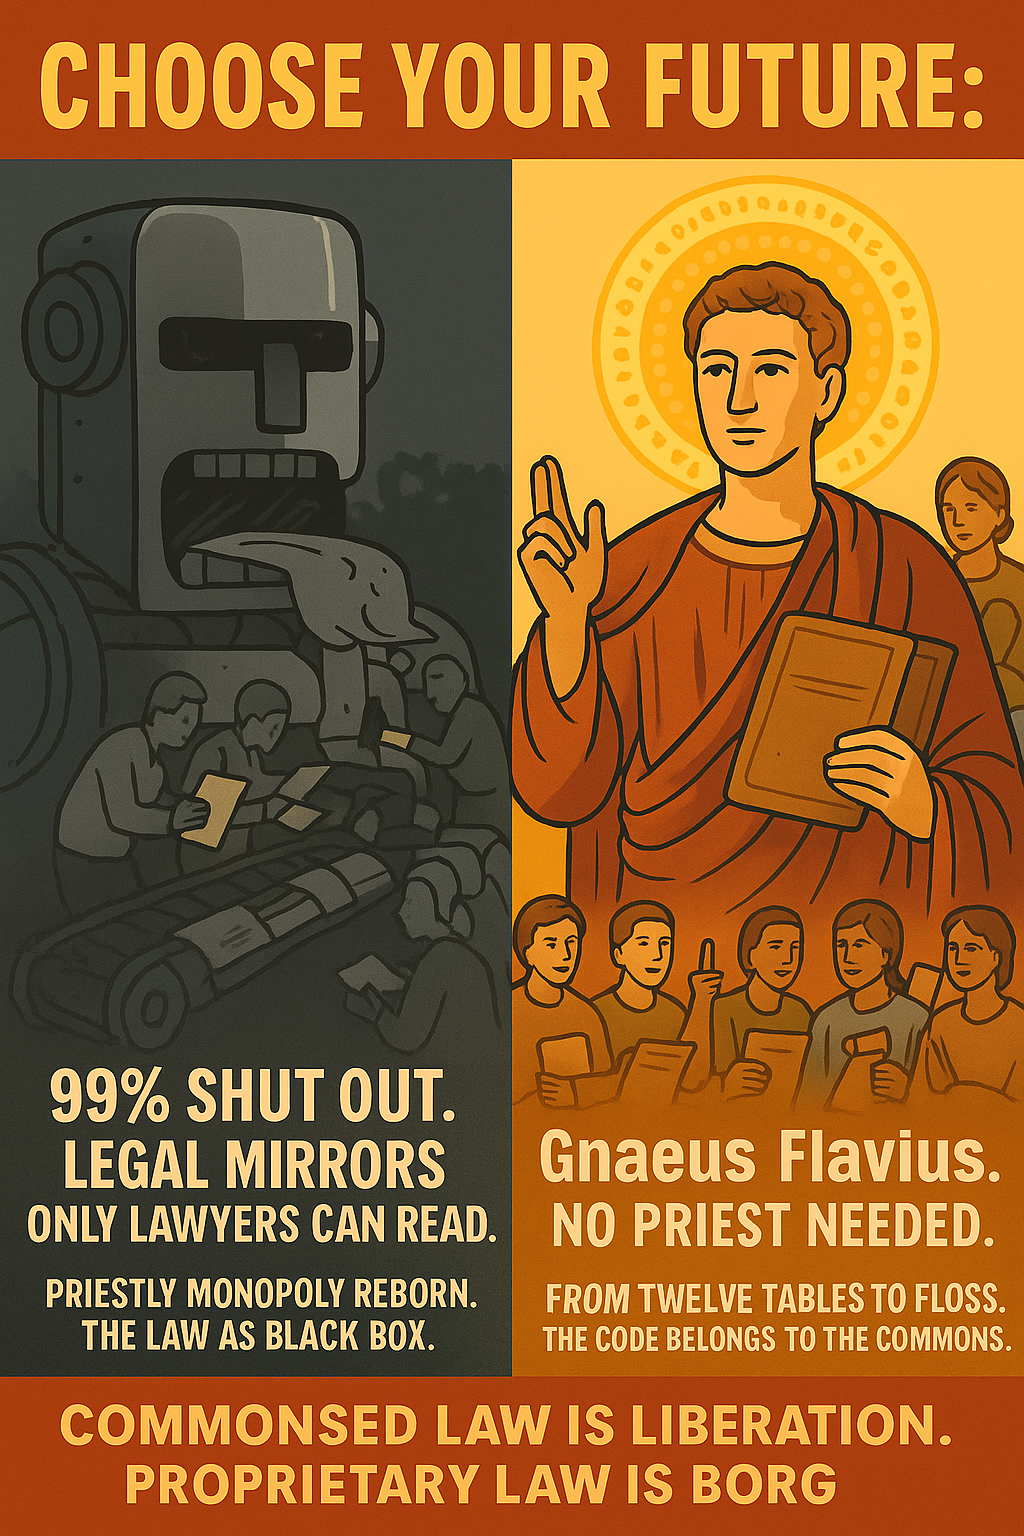 CHOOSE YOUR FUTURE:
99% SHUT OUT.
LEGAL MIRRORS
ONLY LAWYERS CAN READ.
PRIESTLY MONOPOLY REBORN.
THE LAW AS BLACK BOX.
Gnaeus Flavius.
NO PRIEST NEEDED.
FROM TWELVE TABLES TO FLOSS.
THE CODE BELONGS TO THE COMMONS.
COMMONSED LAW IS LIBERATION.
PROPRIETARY LAW IS BORG